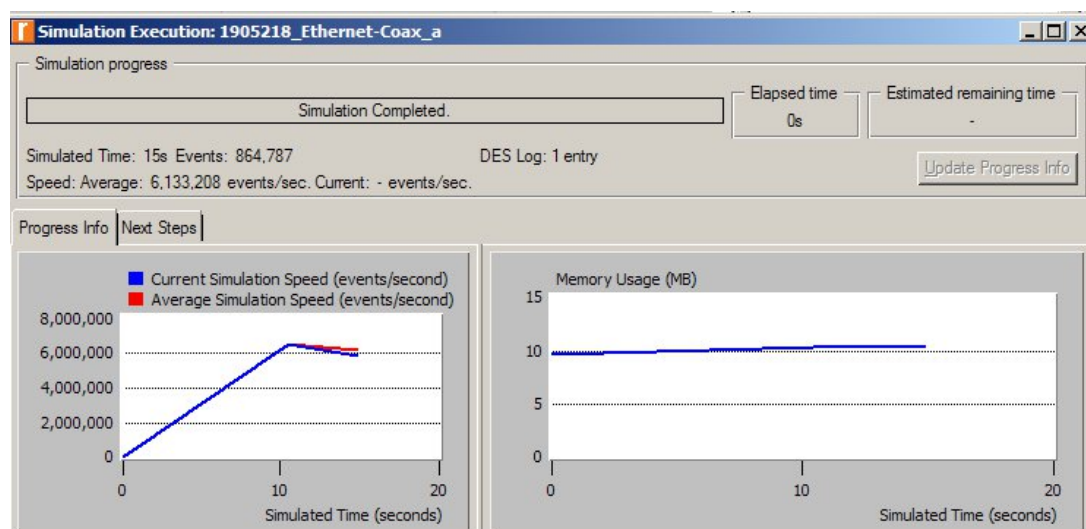 Simulation Execution: 1905218_Ethernet-Coax_a
Simulation progress
Simulation Completed.
Elapsed time
0s
Estimated remaining time
-
Simulated Time: 15s Events: 864,787
DES Log: 1 entry
Speed: Average: 6,133,208 events/sec. Current: - events/sec.
Update Progress Info
Progress Info
Next Steps
Current Simulation Speed (events/second)
Average Simulation Speed (events/second)
8,000,000
6,000,000
4,000,000
2,000,000
0
0
10
20
Simulated Time (seconds)
Memory Usage (MB)
15
10
5
0
0
10
20
Simulated Time (seconds)